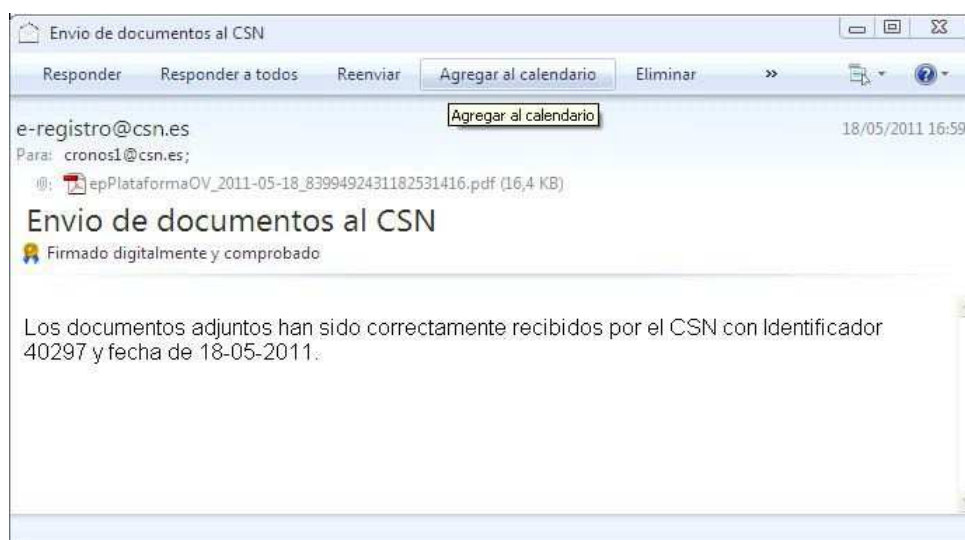 Envio de documentos al CSN
Responder Responder a todos Reenviar Agregar al calendario Eliminar »
Agregar al calendario
e-registro@csn.es 18/05/2011 16:59
Para: cronos1@csn.es;
epPlataformaOV_2011-05-18_8399492431182531416.pdf (16,4 KB)
Envio de documentos al CSN
Firmado digitalmente y comprobado
Los documentos adjuntos han sido correctamente recibidos por el CSN con Identificador
40297 y fecha de 18-05-2011.